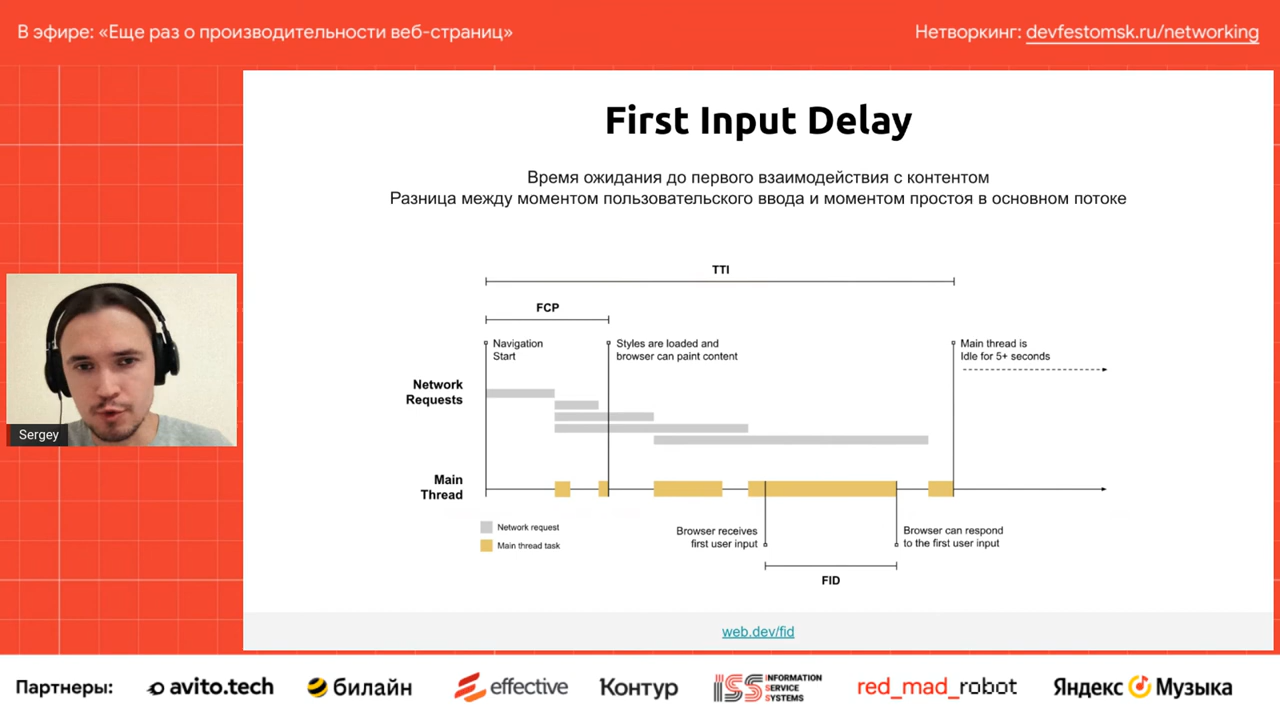 В эфире: «Еще раз о производительности веб-страниц»
Нетворкинг: devfestomsk.ru/networking
First Input Delay
Время ожидания до первого взаимодействия с контентом
Разница между моментом пользовательского ввода и моментом простоя в основном потоке
TTI
FCP
Navigation
Start
Styles are loaded and
browser can paint content
Main thread is
Idle for 5+ seconds
Network
Requests
Main
Thread
Network request
Main thread task
Browser receives
first user input
Browser can respond
to the first user input
FID
web.dev/fid
Sergey
Партнеры:
avito.tech
билайн
effective
Контур
ISS INFORMATION
SERVICE
SYSTEMS
red_mad_robot
Яндекс Музыка